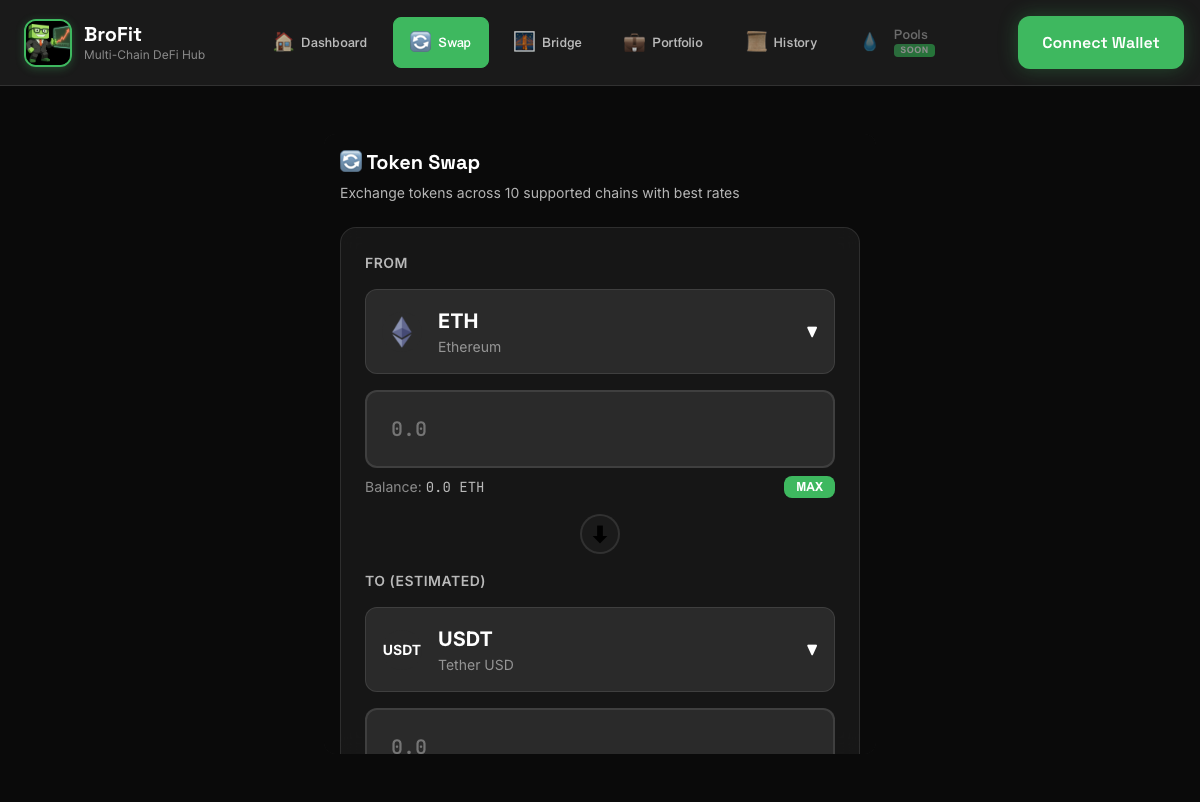 BroFit
Multi-Chain DeFi Hub
Dashboard
Swap
Bridge
Portfolio
History
Pools
SOON
Connect Wallet
Token Swap
Exchange tokens across 10 supported chains with best rates
FROM
ETH
Ethereum
0.0
Balance: 0.0 ETH
MAX
TO (ESTIMATED)
USDT
USDT
Tether USD
0.0